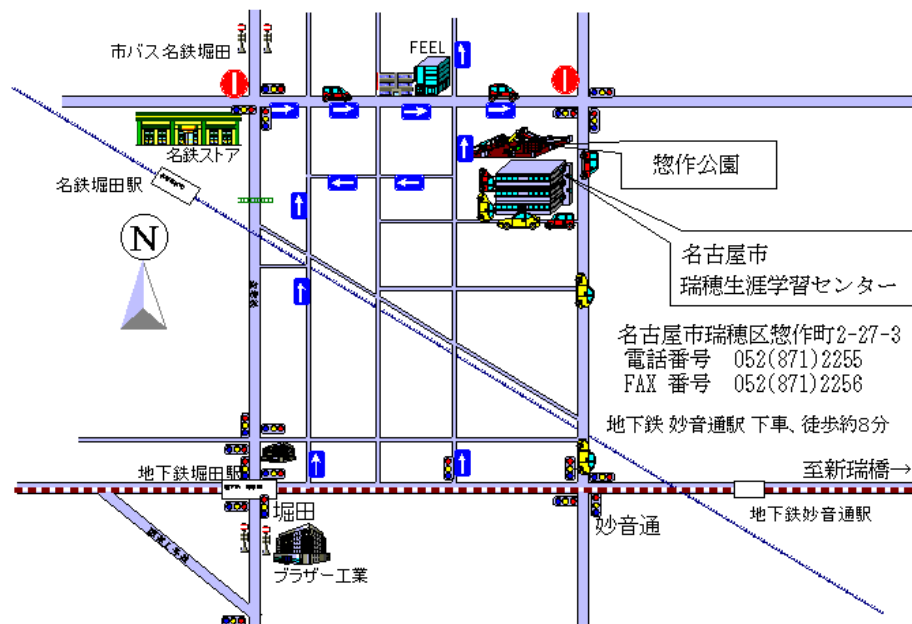 市バス名鉄堀田
FEEL
名鉄ストア
惣作公園
名鉄堀田駅
N
名古屋市
瑞穂生涯学習センター
名古屋市瑞穂区惣作町2-27-3
電話番号 052(871)2255
FAX 番号 052(871)2256
地下鉄 妙音通駅 下車、徒歩約8分
地下鉄堀田駅
至新瑞橋→
堀田
妙音通
地下鉄妙音通駅
ブラザー工業